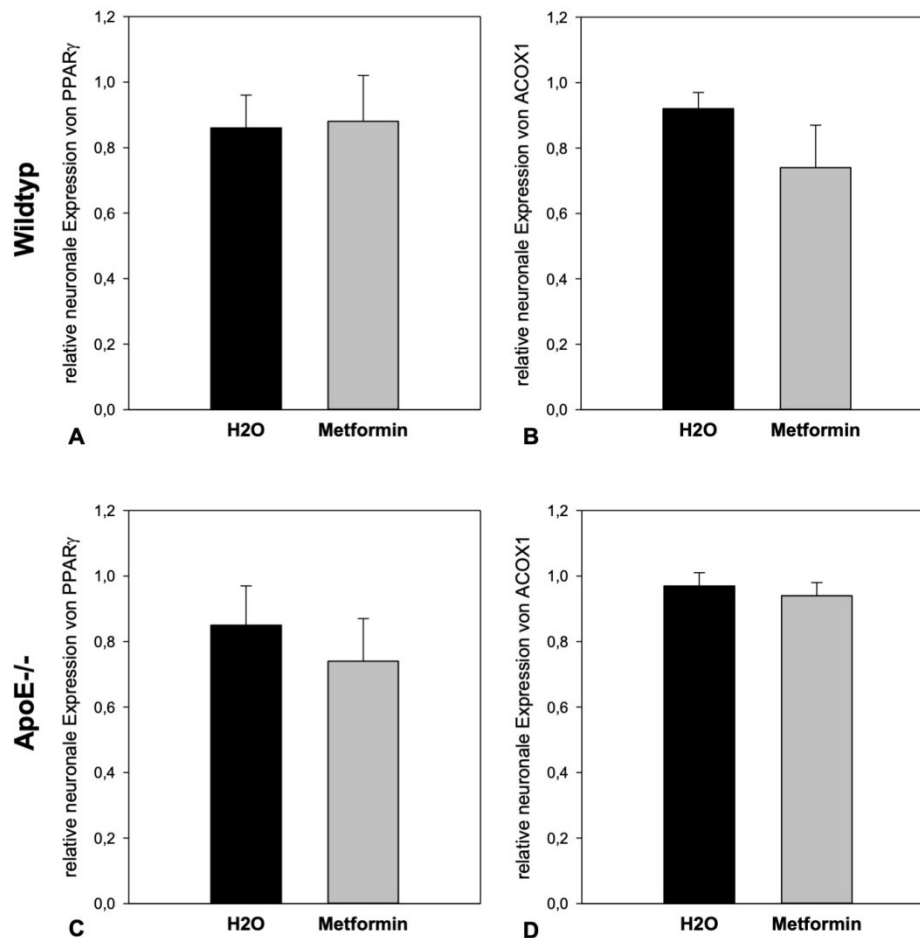 Wildtyp
relative neuronale Expression von PPARγ
1,2
1,0
0,8
0,6
0,4
0,2
0,0
A
H2O Metformin
relative neuronale Expression von ACOX1
1,2
1,0
0,8
0,6
0,4
0,2
0,0
B
H2O Metformin
ApoE-/-
relative neuronale Expression von PPARγ
1,2
1,0
0,8
0,6
0,4
0,2
0,0
C
H2O Metformin
relative neuronale Expression von ACOX1
1,2
1,0
0,8
0,6
0,4
0,2
0,0
D
H2O Metformin